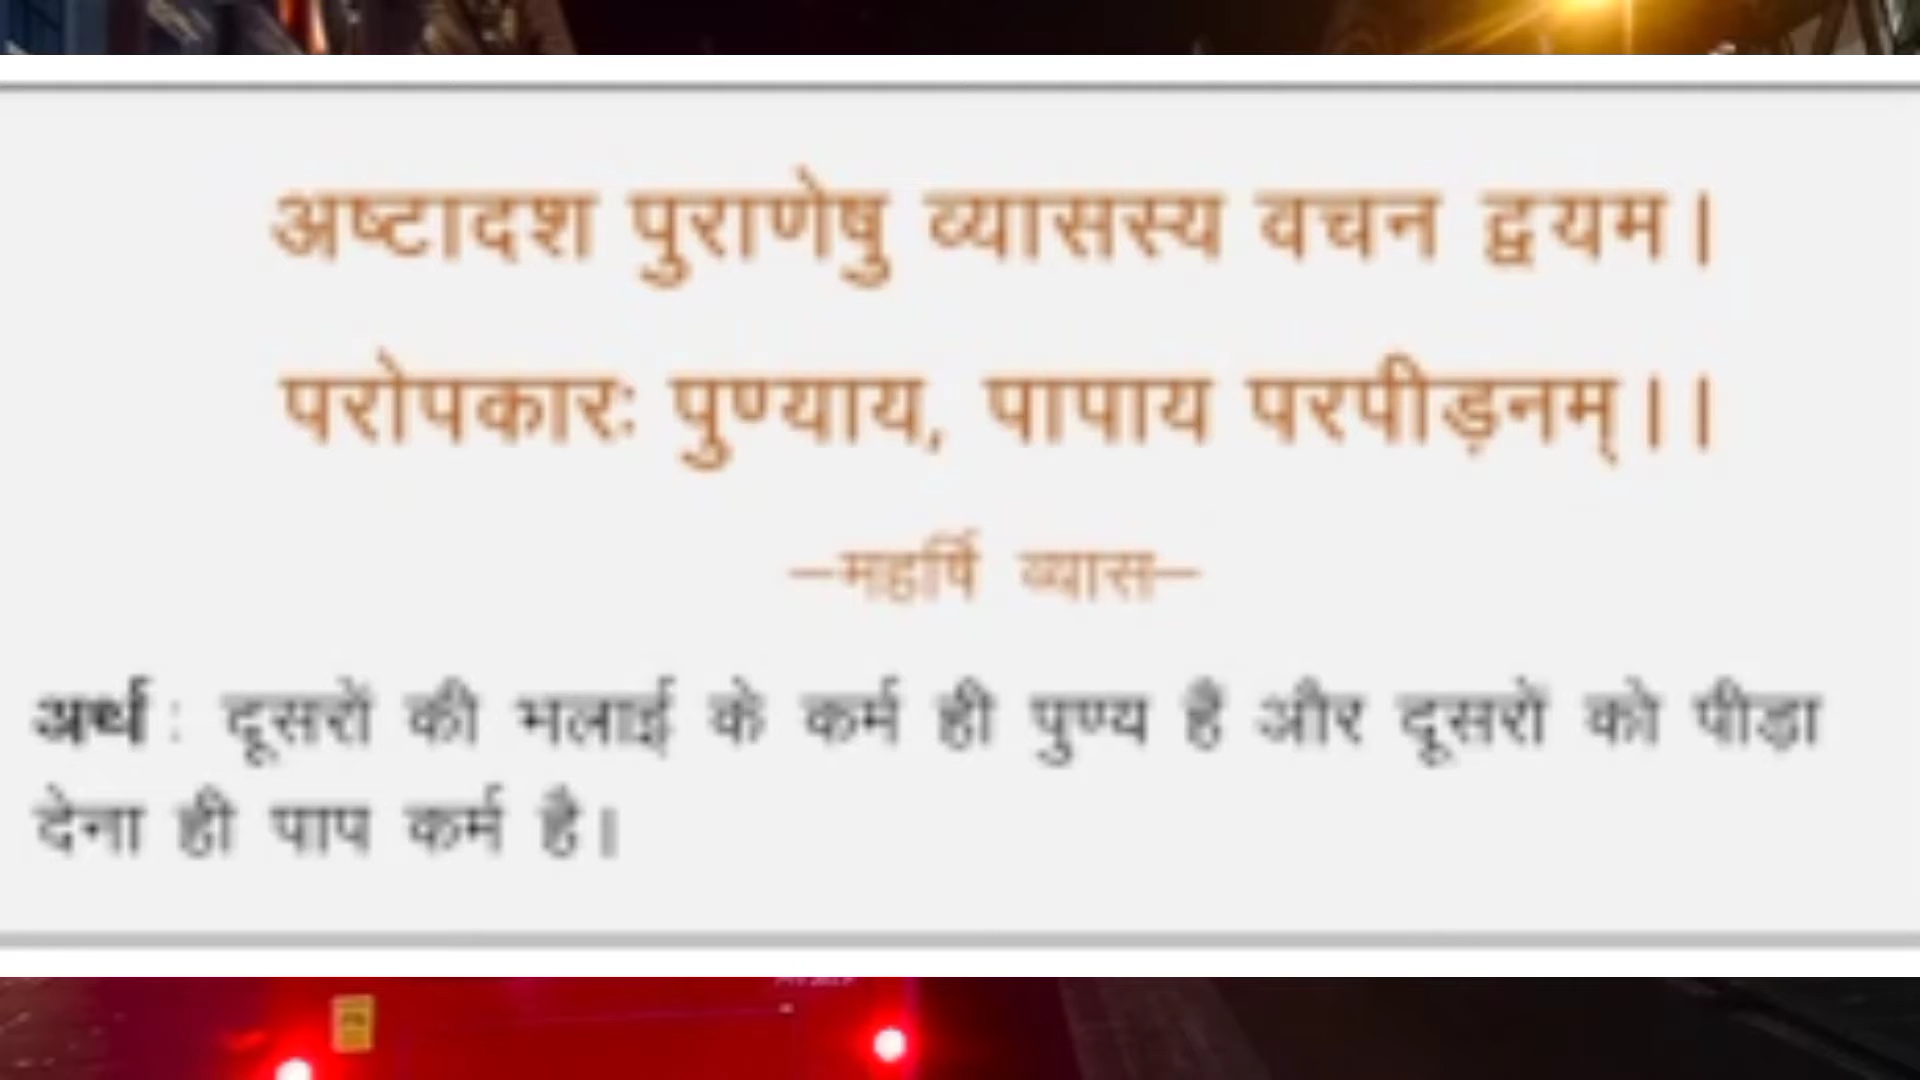 अष्टादश पुराणेषु व्यासस्य वचन द्वयम।
परोपकारः पुण्याय, पापाय परपीड़नम्।।
—महर्षि व्यास—
अर्थ : दूसरों की भलाई के कर्म ही पुण्य हैं और दूसरों को पीड़ा
देना ही पाप कर्म है।